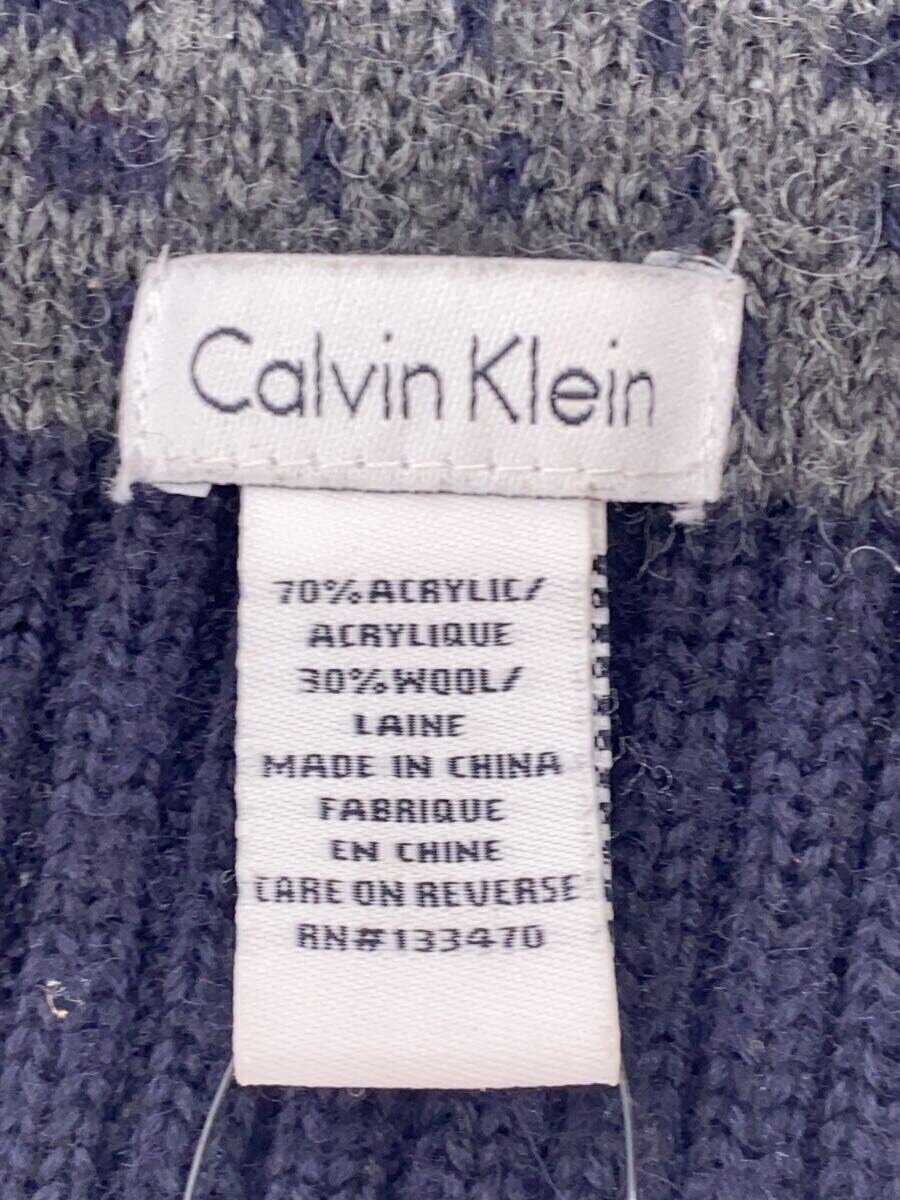 Calvin Klein
70% ACRYLIC/
ACRYLIQUE
30% WOOL/
LAINE
MADE IN CHINA
FABRIQUE
EN CHINE
CARE ON REVERSE
RN#133470